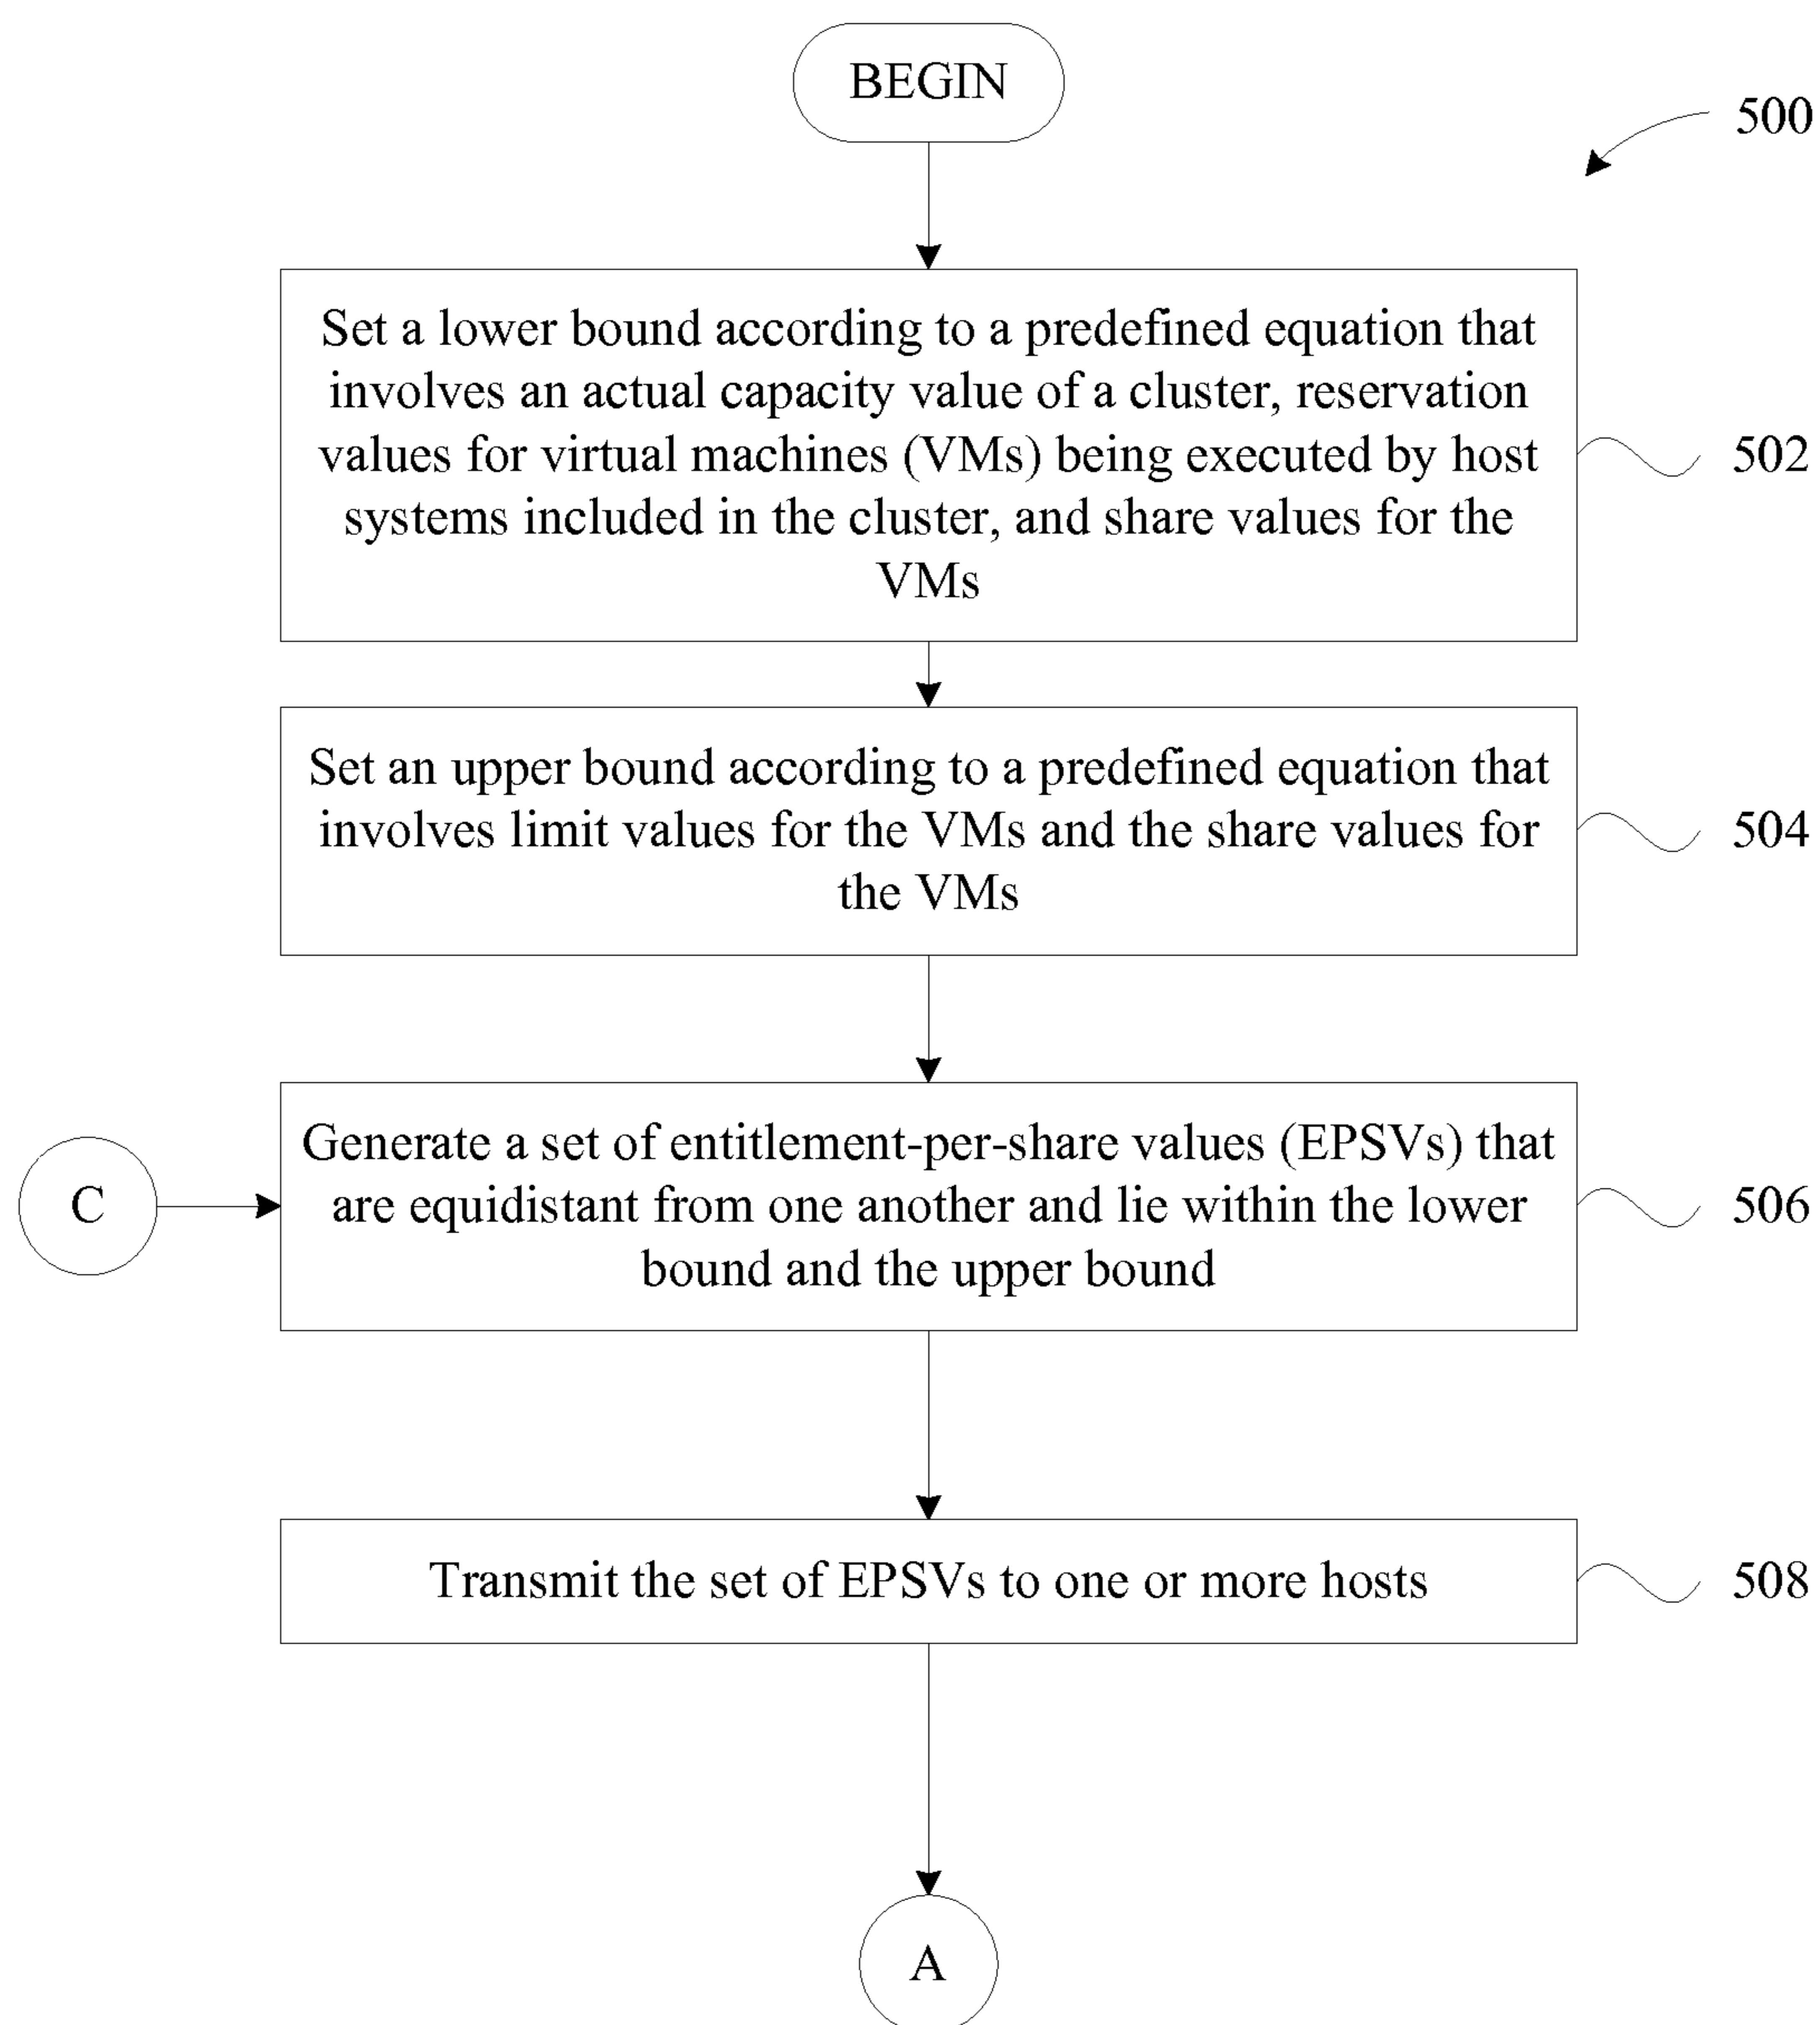 BEGIN
500
Set a lower bound according to a predefined equation that
involves an actual capacity value of a cluster, reservation
values for virtual machines (VMs) being executed by host
systems included in the cluster, and share values for the
VMs
502
Set an upper bound according to a predefined equation that
involves limit values for the VMs and the share values for
the VMs
504
C
Generate a set of entitlement-per-share values (EPSVs) that
are equidistant from one another and lie within the lower
bound and the upper bound
506
Transmit the set of EPSVs to one or more hosts
508
A